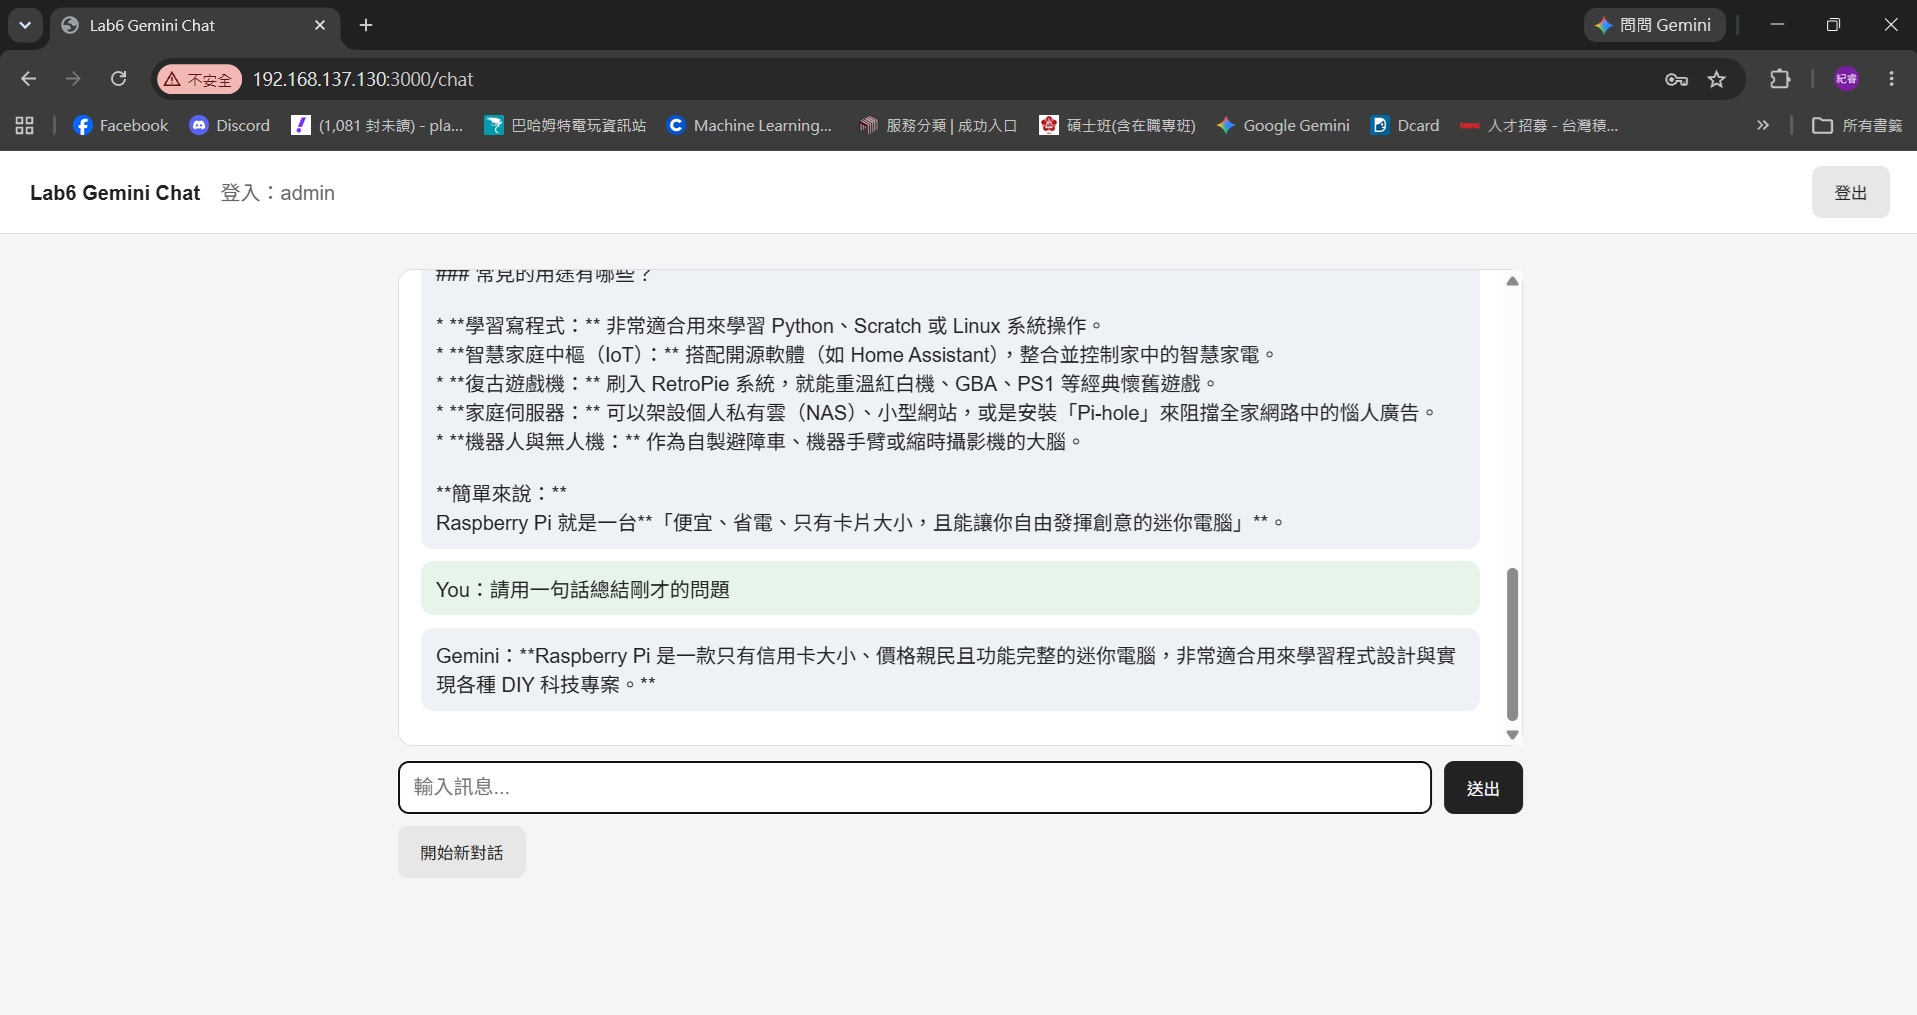 Lab6 Gemini Chat
問問 Gemini
不安全
192.168.137.130:3000/chat
紀睿
Facebook
Discord
(1,081 封未讀) - pla...
巴哈姆特電玩資訊站
Machine Learning...
服務分類 | 成功入口
碩士班(含在職專班)
Google Gemini
Dcard
人才招募 - 台灣積...
所有書籤
Lab6 Gemini Chat
登入：admin
登出
### 常見的用途有哪些？
* **學習寫程式：** 非常適合用來學習 Python、Scratch 或 Linux 系統操作。
* **智慧家庭中樞（IoT）：** 搭配開源軟體（如 Home Assistant），整合並控制家中的智慧家電。
* **復古遊戲機：** 刷入 RetroPie 系統，就能重溫紅白機、GBA、PS1 等經典懷舊遊戲。
* **家庭伺服器：** 可以架設個人私有雲（NAS）、小型網站，或是安裝「Pi-hole」來阻擋全家網路中的惱人廣告。
* **機器人與無人機：** 作為自製避障車、機器手臂或縮時攝影機的大腦。
**簡單來說：**
Raspberry Pi 就是一台**「便宜、省電、只有卡片大小，且能讓你自由發揮創意的迷你電腦」**。
You：請用一句話總結剛才的問題
Gemini：**Raspberry Pi 是一款只有信用卡大小、價格親民且功能完整的迷你電腦，非常適合用來學習程式設計與實
現各種 DIY 科技專案。**
輸入訊息...
送出
開始新對話